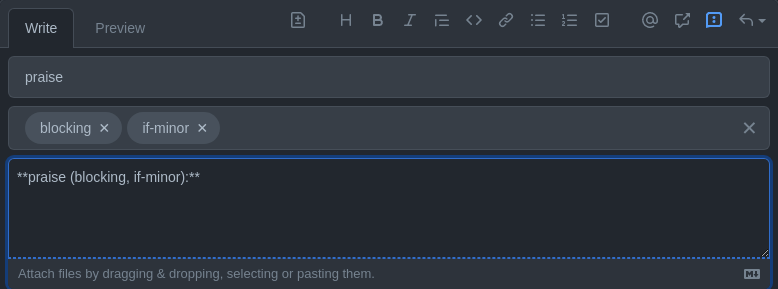 Write Preview
praise
blocking × if-minor ×
**praise (blocking, if-minor):**
Attach files by dragging & dropping, selecting or pasting them.